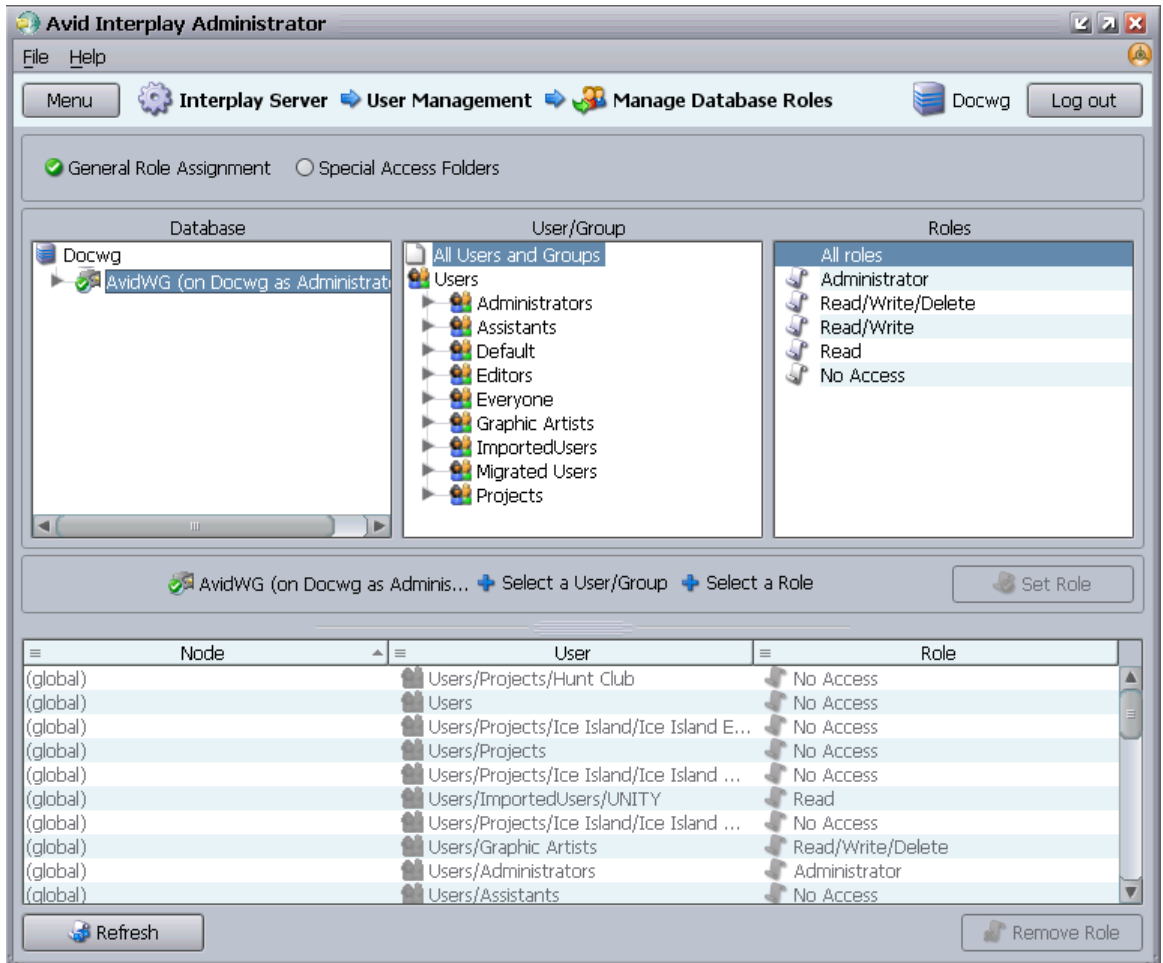 Avid Interplay Administrator
File Help
Menu Interplay Server User Management Manage Database Roles Docwg Log out
General Role Assignment Special Access Folders
Database User/Group Roles
Docwg
AvidWG (on Docwg as Administrat
All Users and Groups
Users
Administrators
Assistants
Default
Editors
Everyone
Graphic Artists
ImportedUsers
Migrated Users
Projects
All roles
Administrator
Read/Write/Delete
Read/Write
Read
No Access
AvidWG (on Docwg as Adminis... Select a User/Group Select a Role Set Role
Node User Role
(global) Users/Projects/Hunt Club No Access
(global) Users No Access
(global) Users/Projects/Ice Island/Ice Island E... No Access
(global) Users/Projects No Access
(global) Users/Projects/Ice Island/Ice Island ... No Access
(global) Users/ImportedUsers/UNITY Read
(global) Users/Projects/Ice Island/Ice Island ... No Access
(global) Users/Graphic Artists Read/Write/Delete
(global) Users/Administrators Administrator
(global) Users/Assistants No Access
Refresh Remove Role